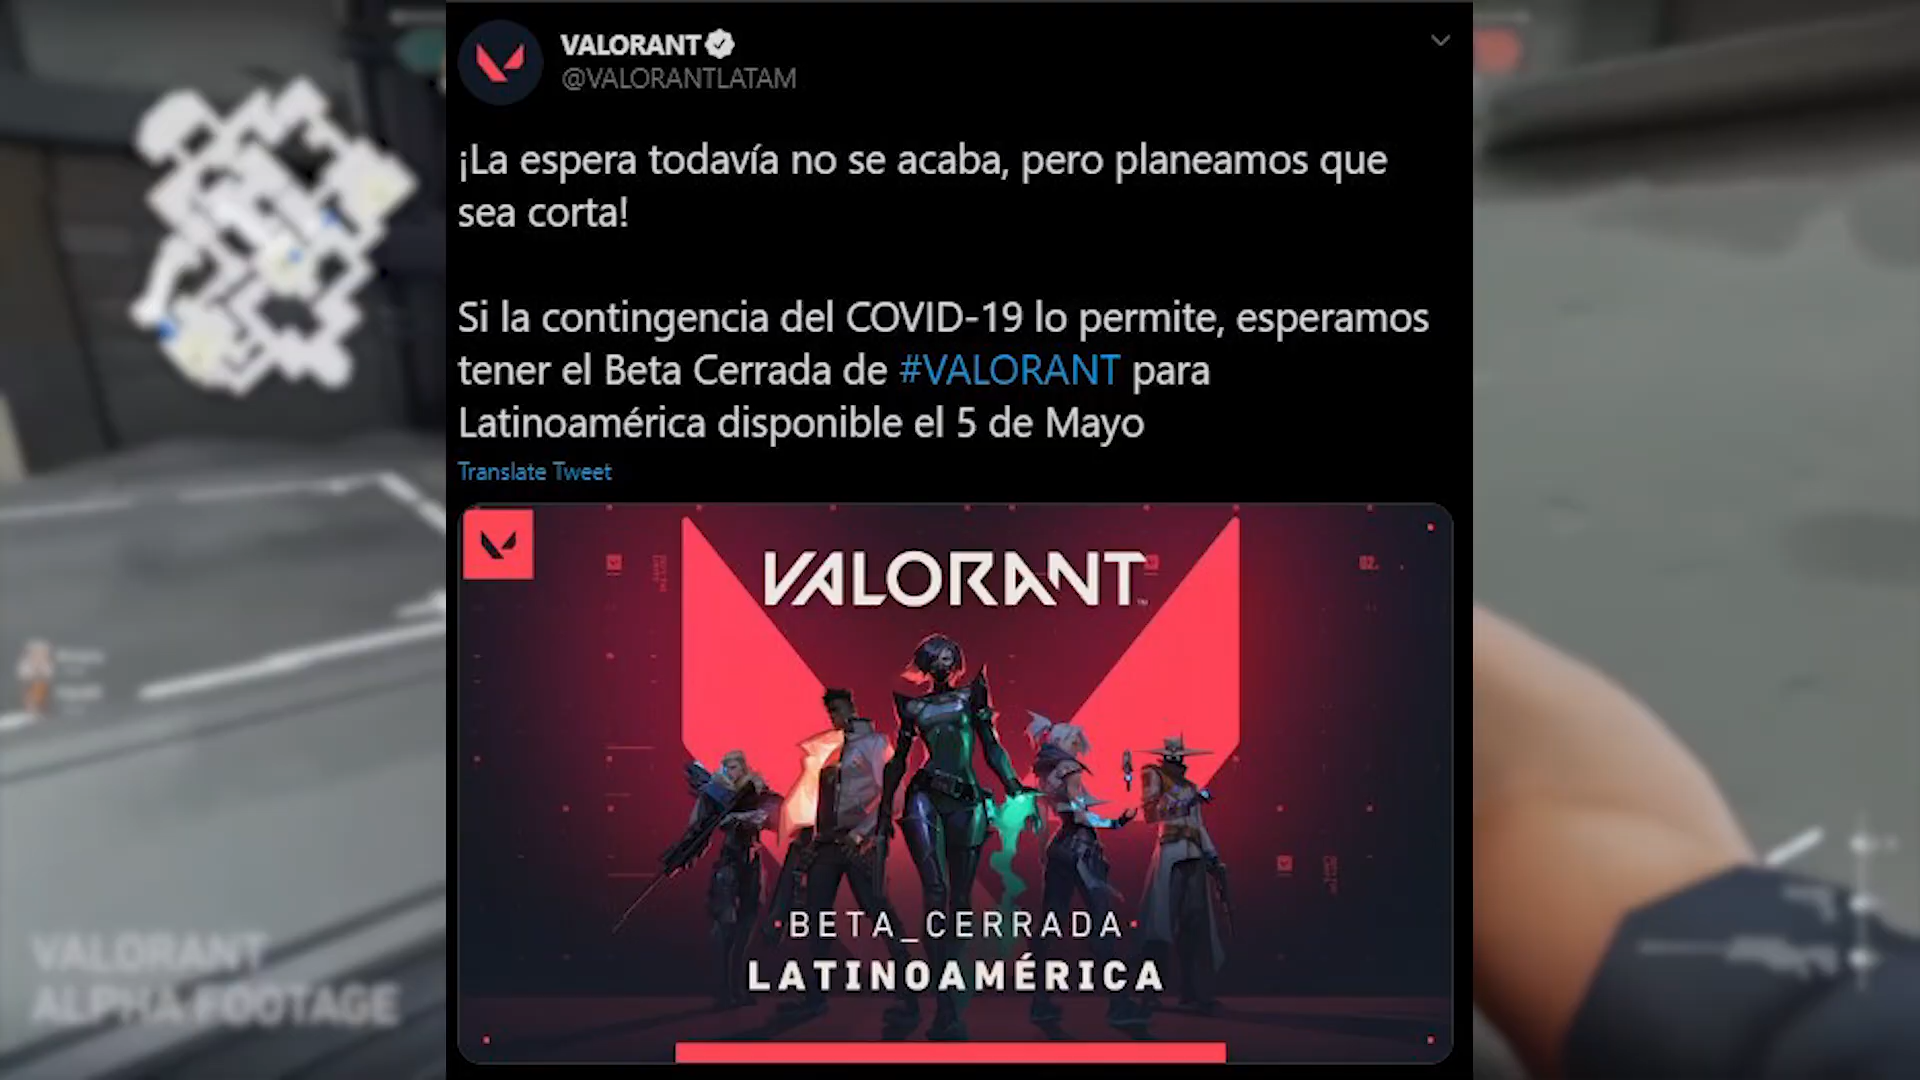 VALORANT
@VALORANTLATAM
¡La espera todavía no se acaba, pero planeamos que
sea corta!
Si la contingencia del COVID-19 lo permite, esperamos
tener el Beta Cerrada de #VALORANT para
Latinoamérica disponible el 5 de Mayo
Translate Tweet
VALORANT
02.
·BETA_CERRADA·
LATINOAMÉRICA
VALORANT
ALPHA FOOTAGE